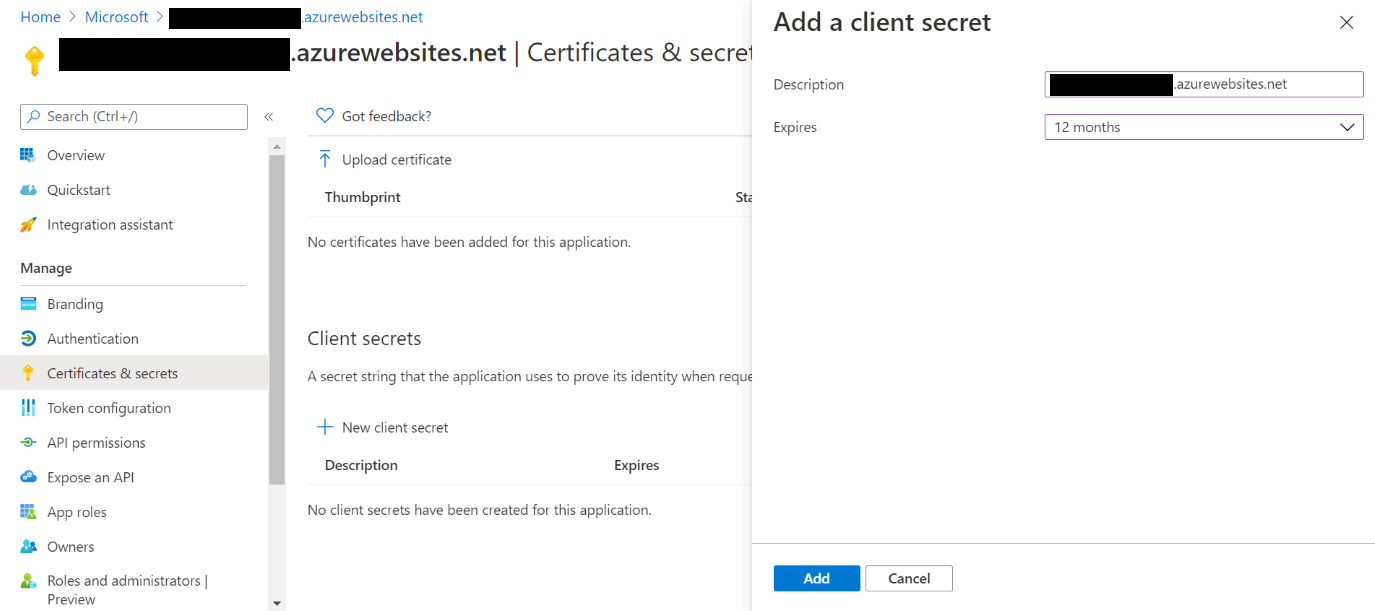 Home > Microsoft > .azurewebsites.net
.azurewebsites.net | Certificates & secret
Search (Ctrl+/)
«
Overview
Quickstart
Integration assistant
Manage
Branding
Authentication
Certificates & secrets
Token configuration
API permissions
Expose an API
App roles
Owners
Roles and administrators |
Preview
Got feedback?
Upload certificate
Thumbprint Sta
No certificates have been added for this application.
Client secrets
A secret string that the application uses to prove its identity when reque
New client secret
Description Expires
No client secrets have been created for this application.
Add a client secret
Description .azurewebsites.net
Expires 12 months
Add Cancel